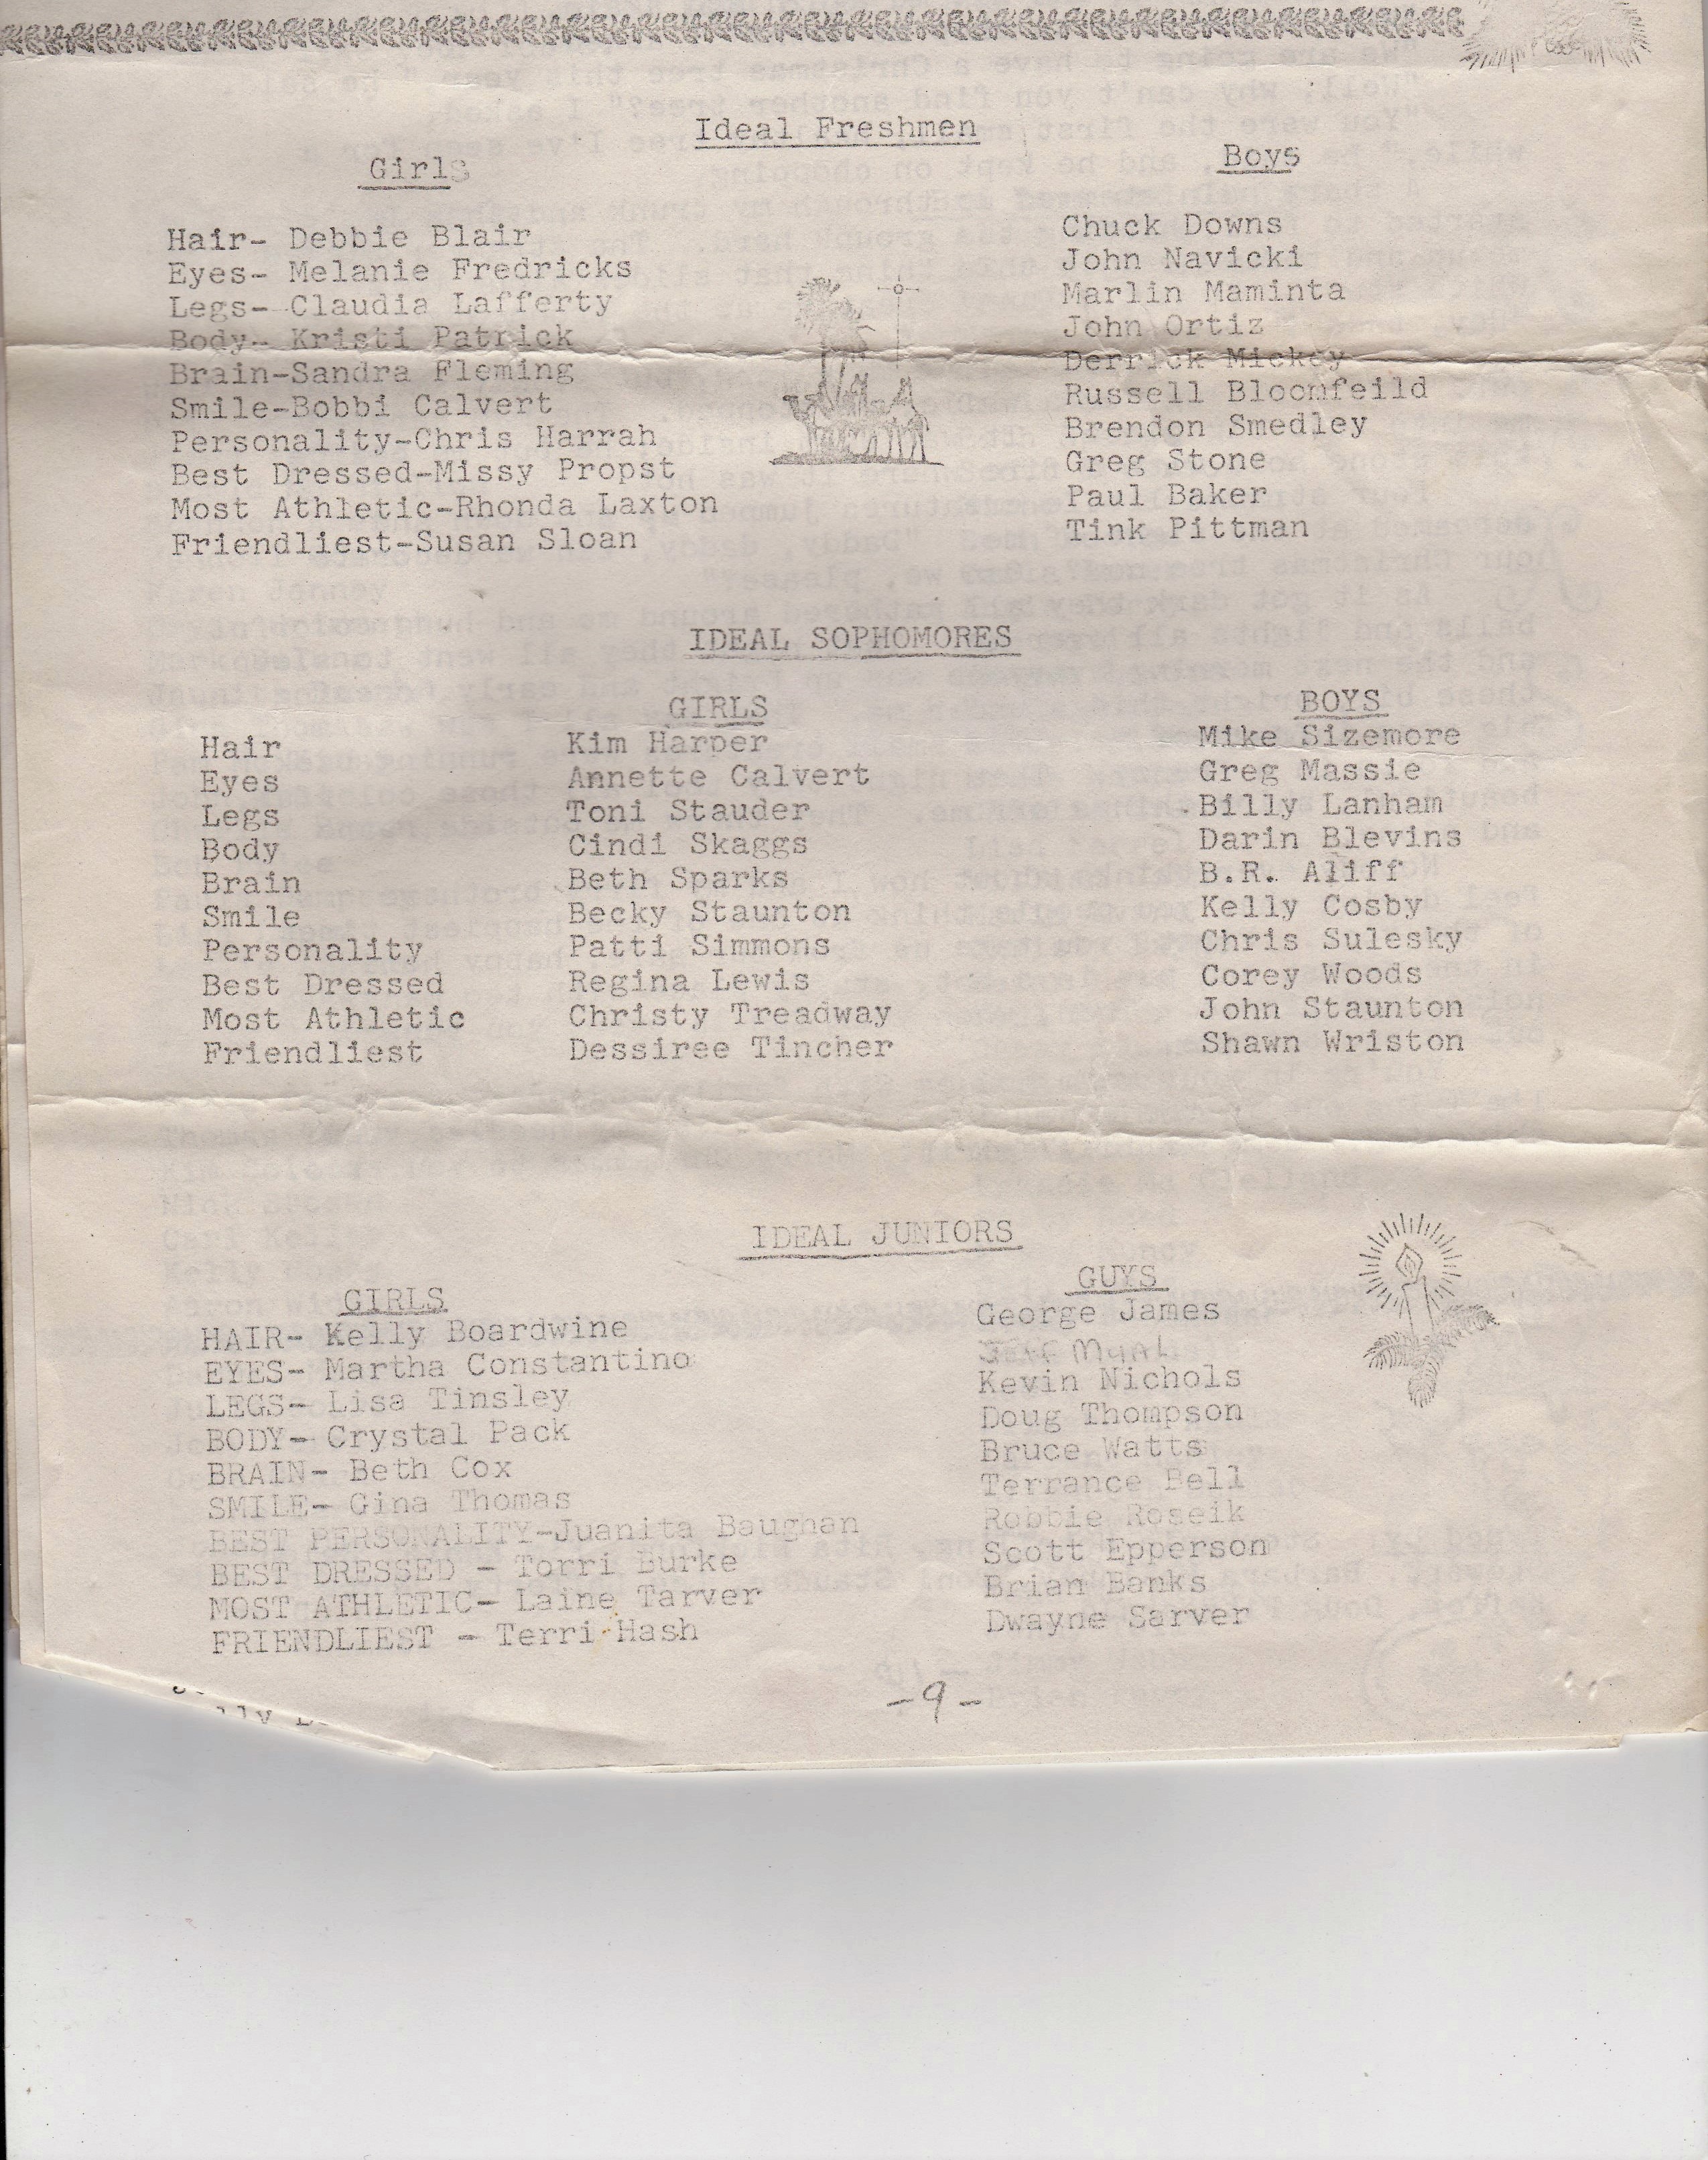 Ideal Freshmen
Girls Boys
Hair- Debbie Blair Chuck Downs
Eyes- Melanie Fredricks John Navicki
Legs- Claudia Lafferty Marlin Maminta
Body- Kristi Patrick John Ortiz
Brain-Sandra Fleming Derrick Mickey
Smile-Bobbi Calvert Russell Bloomfeild
Personality-Chris Harrah Brendon Smedley
Best Dressed-Missy Propst Greg Stone
Most Athletic-Rhonda Laxton Paul Baker
Friendliest-Susan Sloan Tink Pittman
IDEAL SOPHOMORES
GIRLS BOYS
Hair Kim Harper Mike Sizemore
Eyes Annette Calvert Greg Massie
Legs Toni Stauder Billy Lanham
Body Cindi Skaggs Darin Blevins
Brain Beth Sparks B.R. Aliff
Smile Becky Staunton Kelly Cosby
Personality Patti Simmons Chris Sulesky
Best Dressed Regina Lewis Corey Woods
Most Athletic Christy Treadway John Staunton
Friendliest Dessiree Tincher Shawn Wriston
IDEAL JUNIORS
GIRLS GUYS
HAIR- Kelly Boardwine George James
EYES- Martha Constantino
LEGS- Lisa Tinsley Kevin Nichols
BODY- Crystal Pack Doug Thompson
BRAIN- Beth Cox Bruce Watts
SMILE- Gina Thomas Terrance Bell
BEST PERSONALITY-Juanita Baughan Robbie Roseik
BEST DRESSED - Torri Burke Scott Epperson
MOST ATHLETIC- Laine Tarver Brian Banks
FRIENDLIEST - Terri Hash Dwayne Sarver
-9-